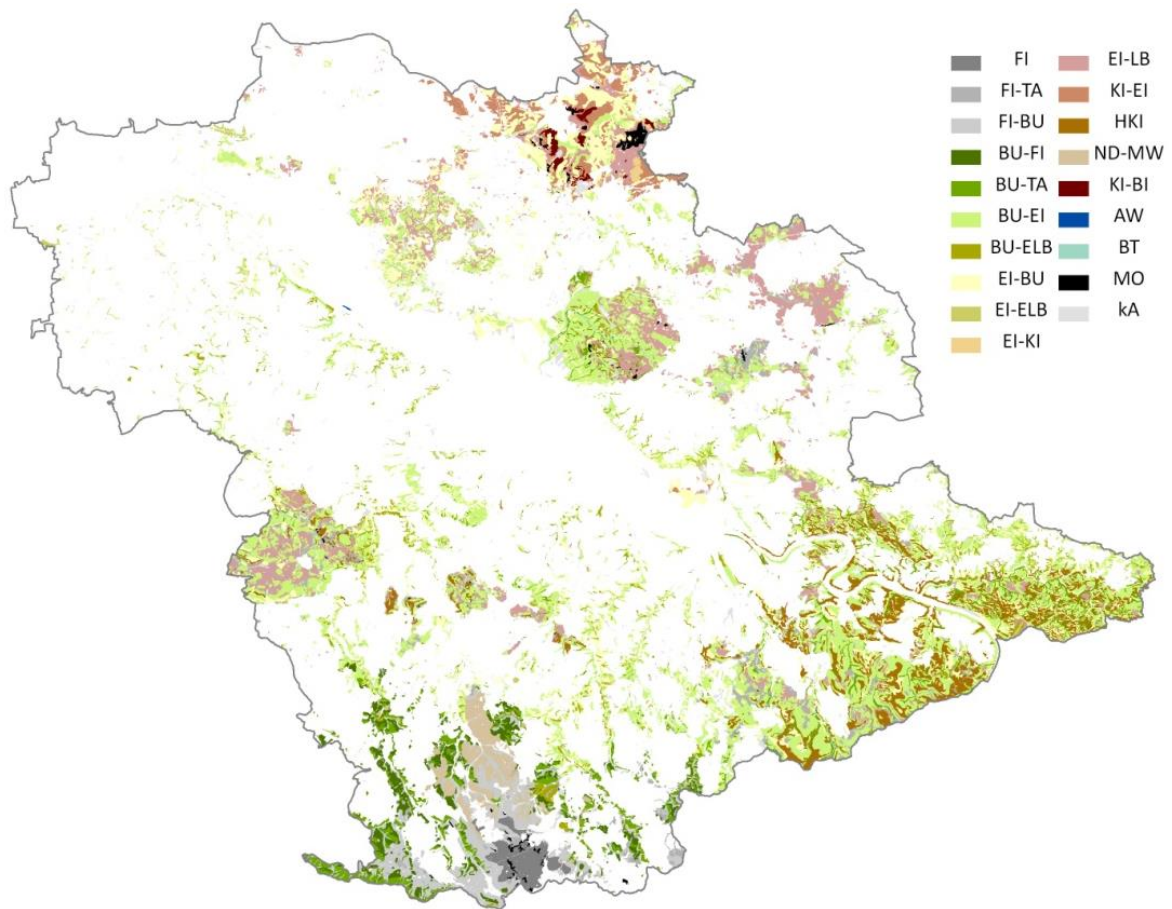 FI
FI-TA
FI-BU
BU-FI
BU-TA
BU-EI
BU-ELB
EI-BU
EI-ELB
EI-KI
EI-LB
KI-EI
HKI
ND-MW
KI-BI
AW
BT
MO
kA